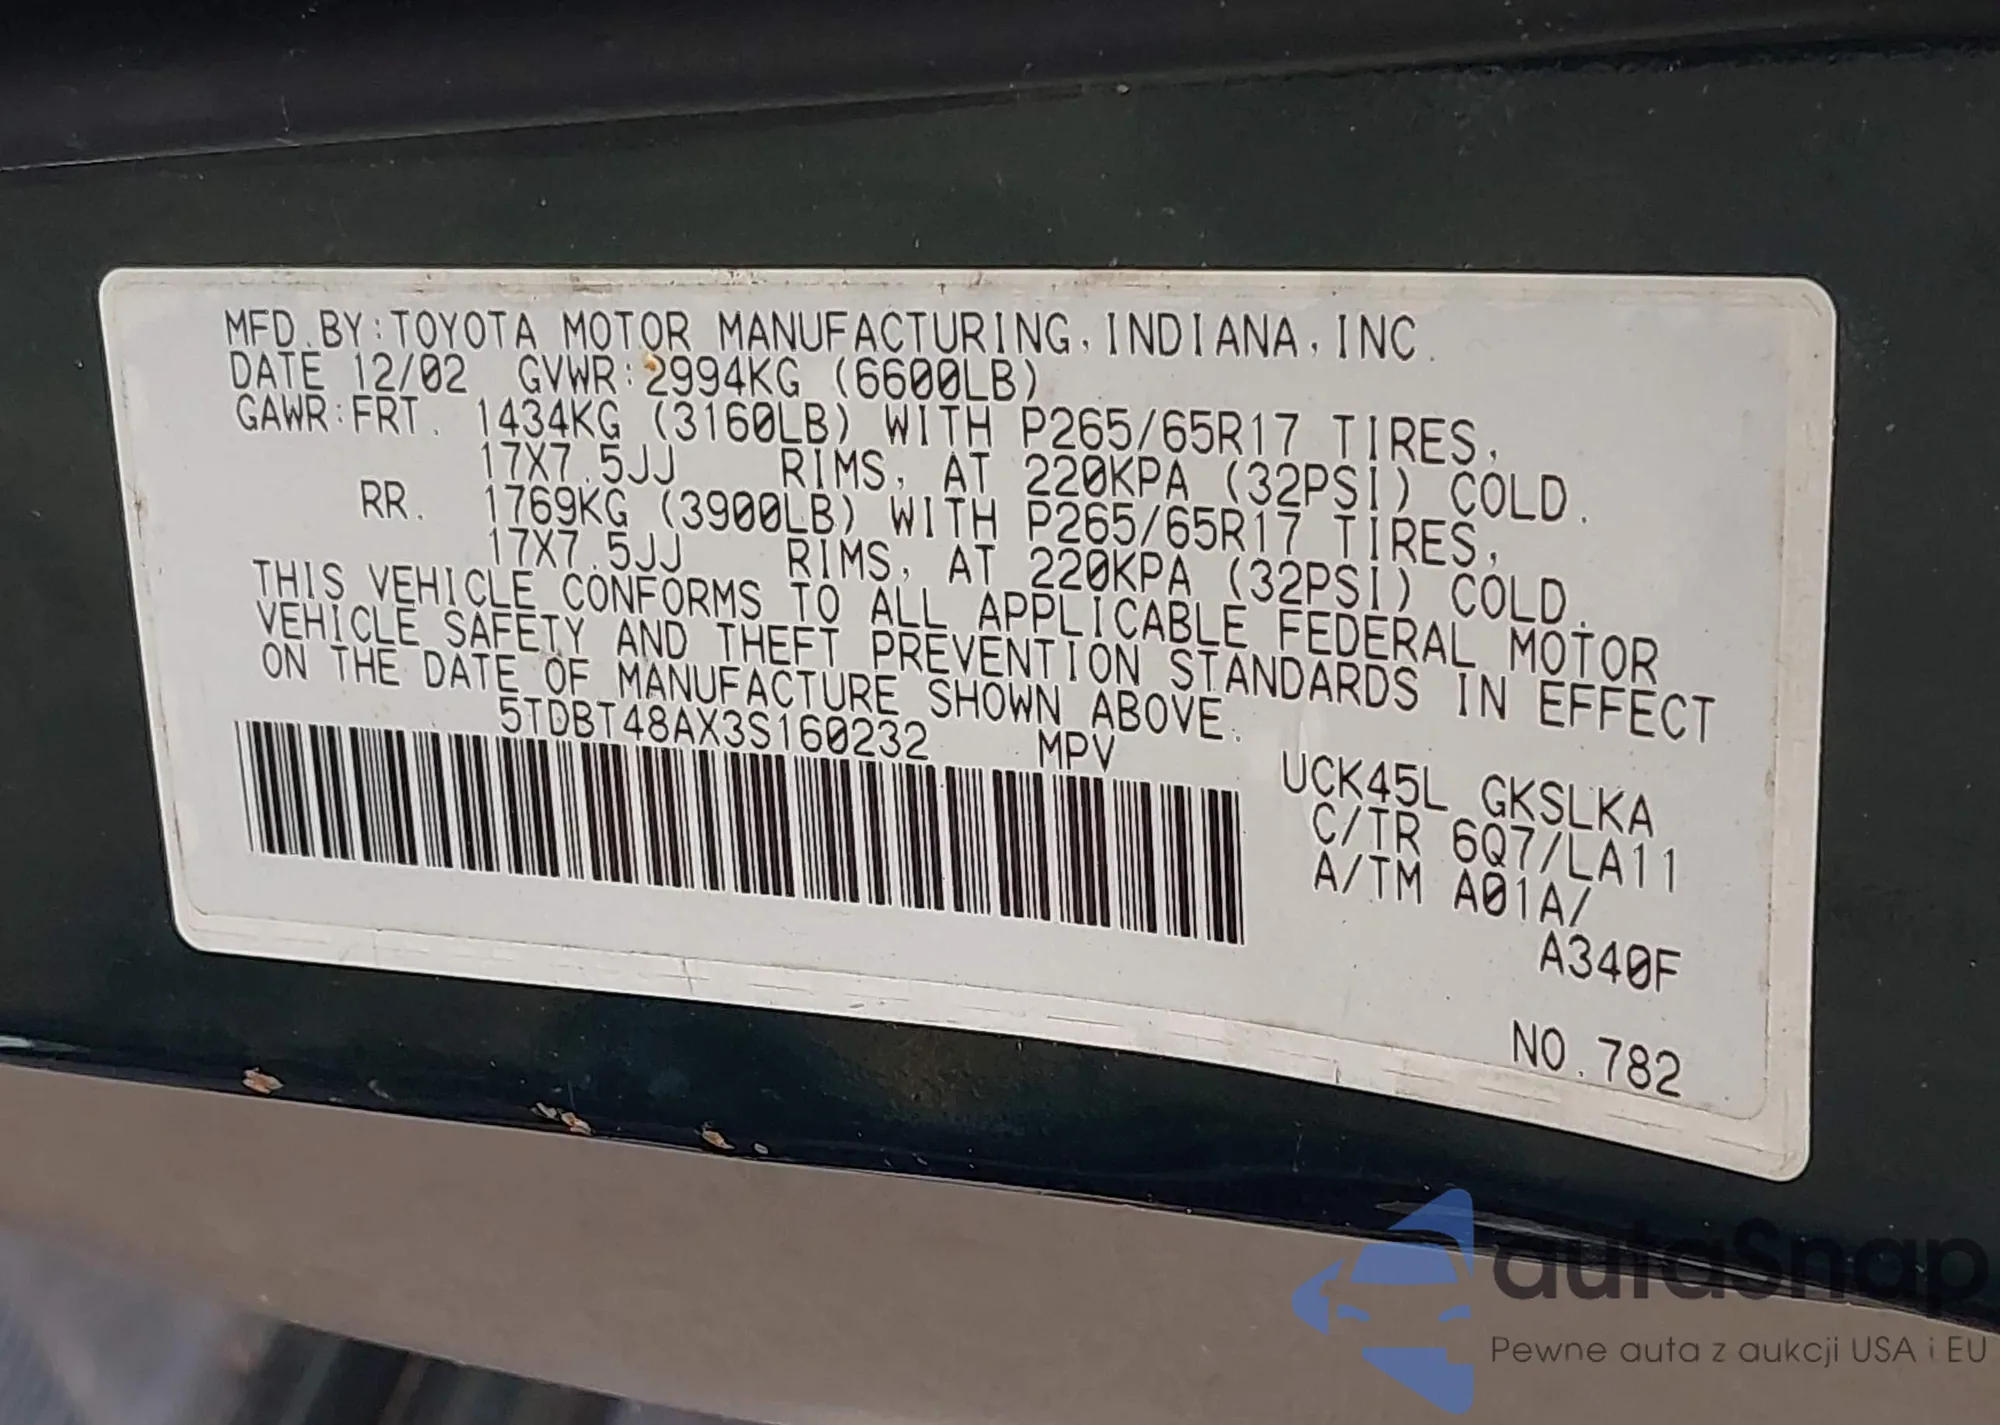 MFD.BY:TOYOTA MOTOR MANUFACTURING,INDIANA,INC.
DATE 12/02 GVWR:2994KG (6600LB)
GAWR:FRT. 1434KG (3160LB) WITH P265/65R17 TIRES,
17X7.5JJ RIMS, AT 220KPA (32PSI) COLD.
RR. 1769KG (3900LB) WITH P265/65R17 TIRES,
17X7.5JJ RIMS, AT 220KPA (32PSI) COLD.
THIS VEHICLE CONFORMS TO ALL APPLICABLE FEDERAL MOTOR
VEHICLE SAFETY AND THEFT PREVENTION STANDARDS IN EFFECT
ON THE DATE OF MANUFACTURE SHOWN ABOVE.
5TDBT48AX3S160232 MPV
UCK45L GKSLKA
C/TR 6Q7/LA11
A/TM A01A/
A340F
NO.782
autaSnap
Pewne auta z aukcji USA i EU